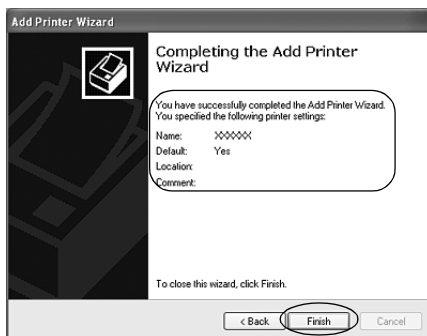 Add Printer Wizard
Completing the Add Printer
Wizard
You have successfully completed the Add Printer Wizard.
You specified the following printer settings:
Name: XXXXXX
Default: Yes
Location:
Comment:
To close this wizard, click Finish.
< Back Finish Cancel